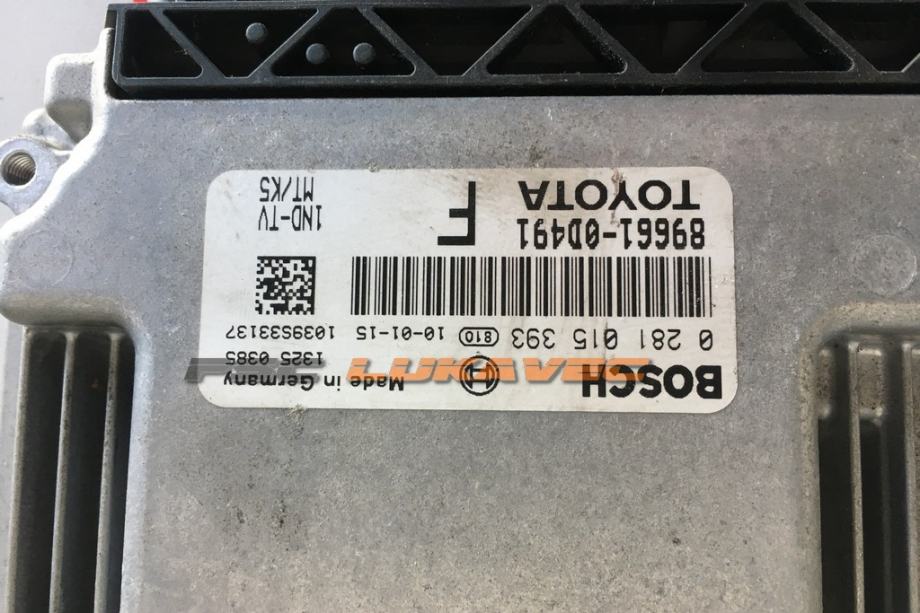 BOSCH Made in Germany 1325 0385
0 281 015 393 810 10-01-15 1039S33137
89661-0D491 F 1ND-TV
TOYOTA MT/K5
LUKAVEC